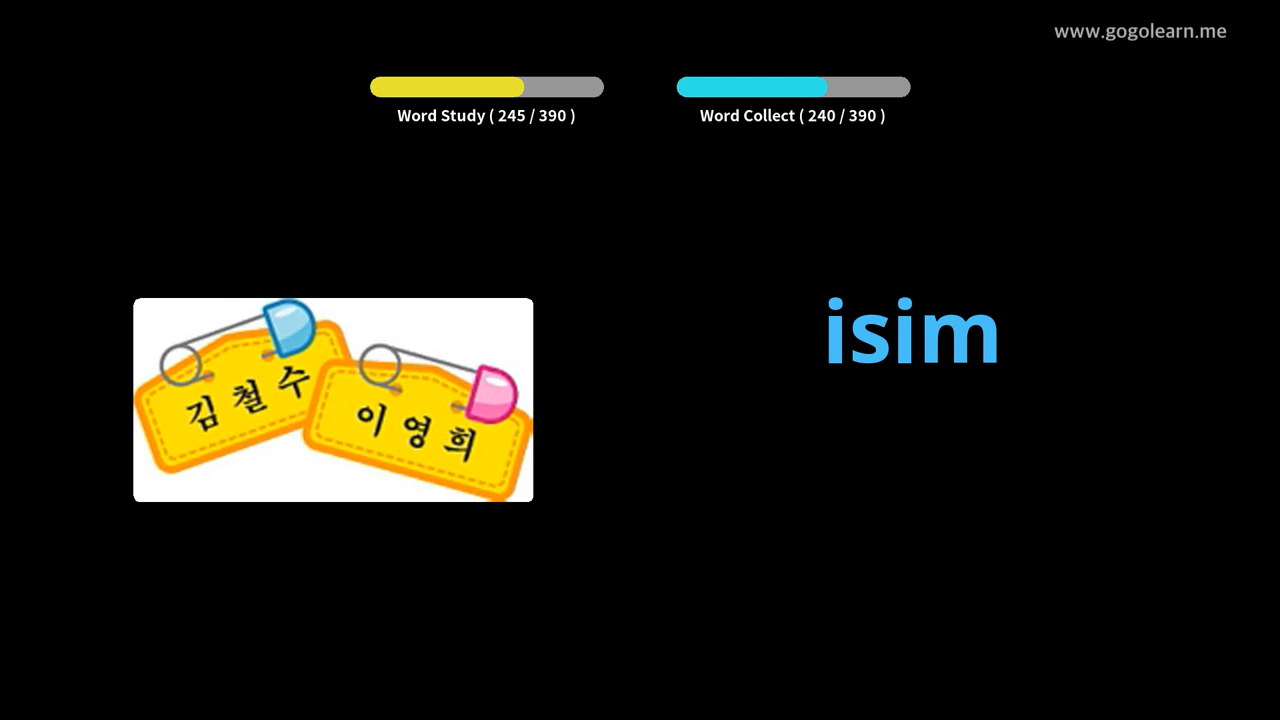 www.gogolearn.me
Word Study ( 245 / 390 )
Word Collect ( 240 / 390 )
isim
김철수
이영희